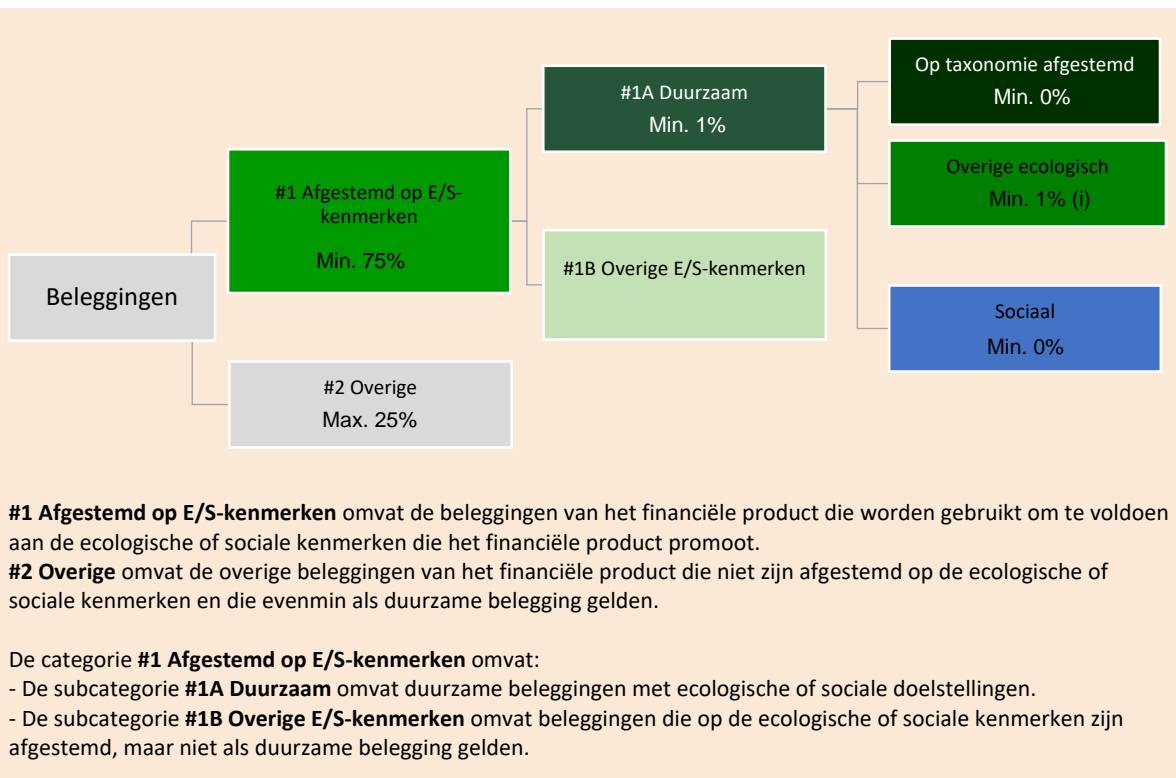 Beleggingen
#1 Afgestemd op E/S-
kenmerken
Min. 75%
#2 Overige
Max. 25%
#1A Duurzaam
Min. 1%
#1B Overige E/S-kenmerken
Op taxonomie afgestemd
Min. 0%
Overige ecologisch
Min. 1% (i)
Sociaal
Min. 0%
#1 Afgestemd op E/S-kenmerken omvat de beleggingen van het financiële product die worden gebruikt om te voldoen
aan de ecologische of sociale kenmerken die het financiële product promoot.
#2 Overige omvat de overige beleggingen van het financiële product die niet zijn afgestemd op de ecologische of
sociale kenmerken en die evenmin als duurzame belegging gelden.
De categorie #1 Afgestemd op E/S-kenmerken omvat:
- De subcategorie #1A Duurzaam omvat duurzame beleggingen met ecologische of sociale doelstellingen.
- De subcategorie #1B Overige E/S-kenmerken omvat beleggingen die op de ecologische of sociale kenmerken zijn
afgestemd, maar niet als duurzame belegging gelden.